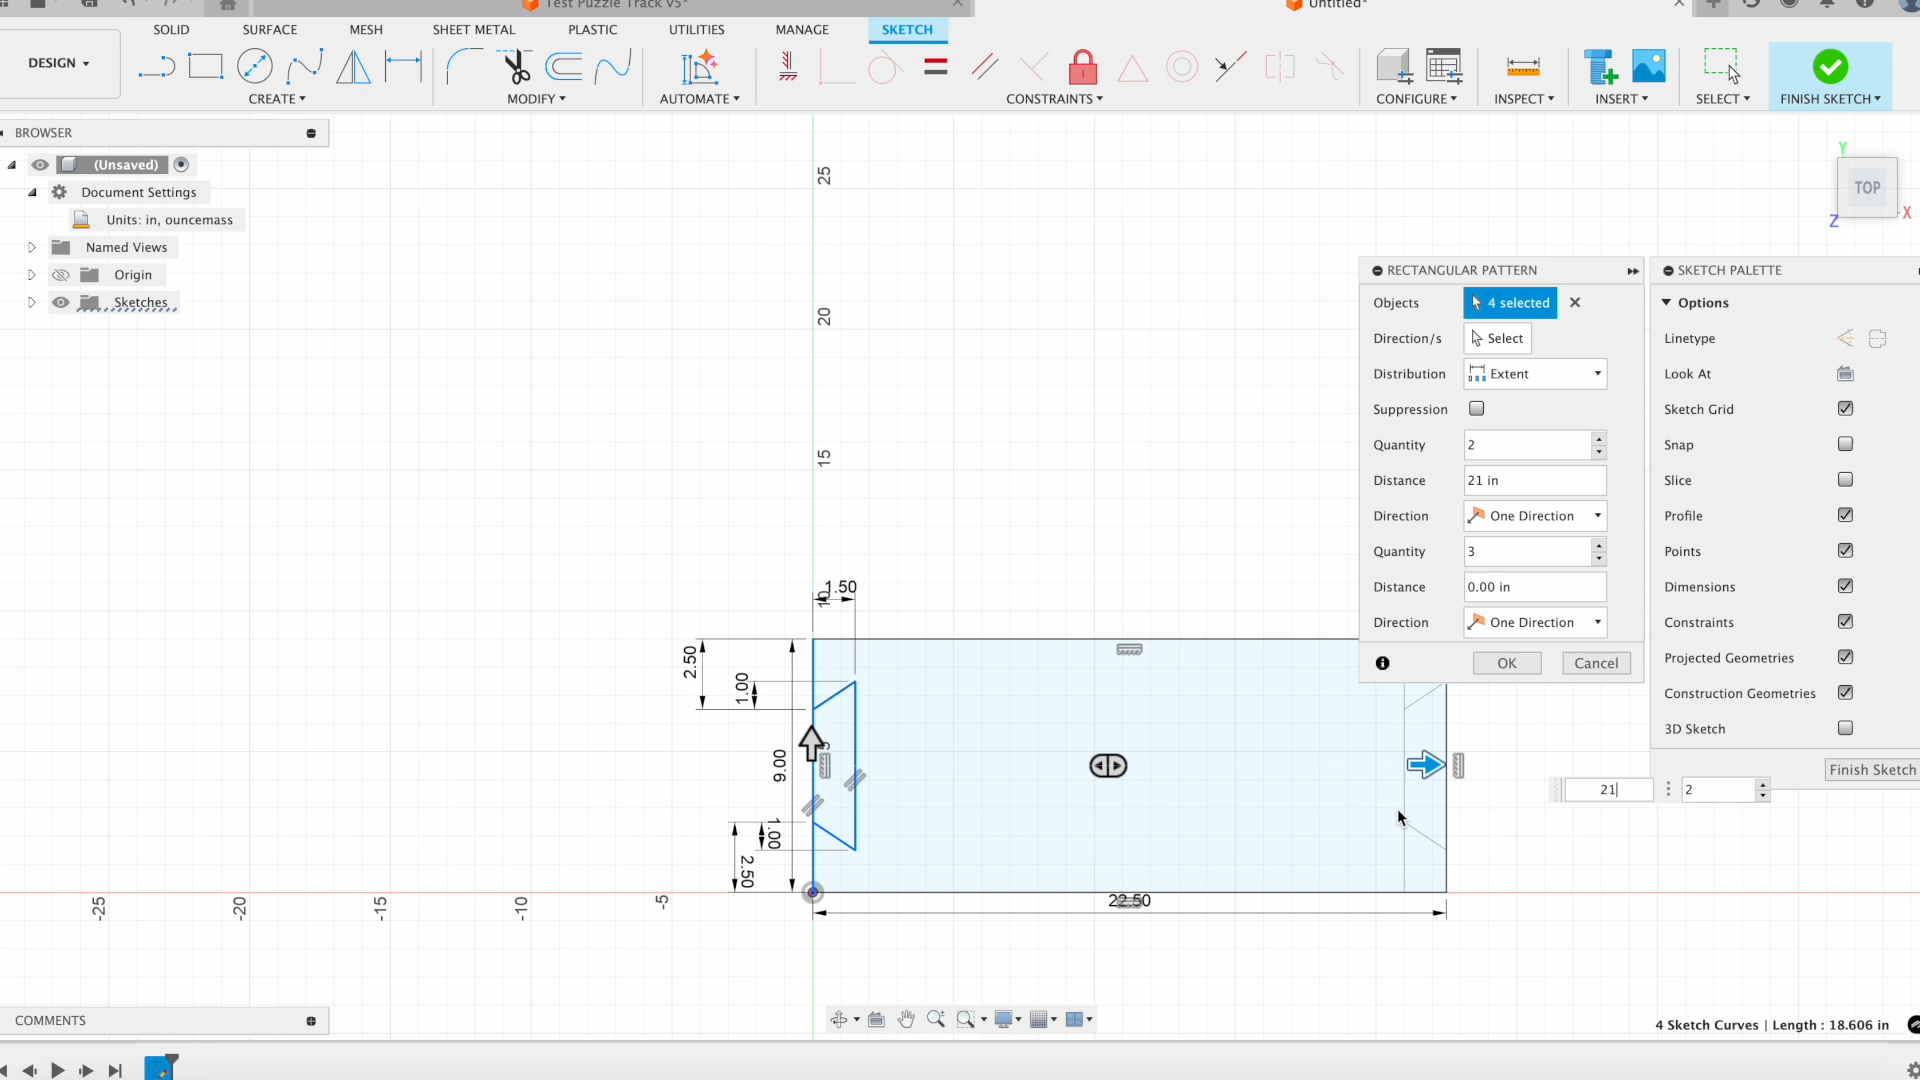 Test Puzzle Track v5*
Untitled*
SOLID SURFACE MESH SHEET METAL PLASTIC UTILITIES MANAGE SKETCH
DESIGN
CREATE MODIFY AUTOMATE CONSTRAINTS CONFIGURE INSPECT INSERT SELECT FINISH SKETCH
BROWSER
(Unsaved)
Document Settings
Units: in, ouncemass
Named Views
Origin
Sketches
Y
TOP
X
Z
25
20
15
10
1.50
2.50
1.00
9.00
1.00
2.50
22.50
-25
-20
-15
-10
-5
RECTANGULAR PATTERN
Objects 4 selected
Direction/s Select
Distribution Extent
Suppression
Quantity 2
Distance 21 in
Direction One Direction
Quantity 3
Distance 0.00 in
Direction One Direction
OK Cancel
SKETCH PALETTE
Options
Linetype
Look At
Sketch Grid
Snap
Slice
Profile
Points
Dimensions
Constraints
Projected Geometries
Construction Geometries
3D Sketch
Finish Sketch
21 2
COMMENTS
4 Sketch Curves | Length : 18.606 in